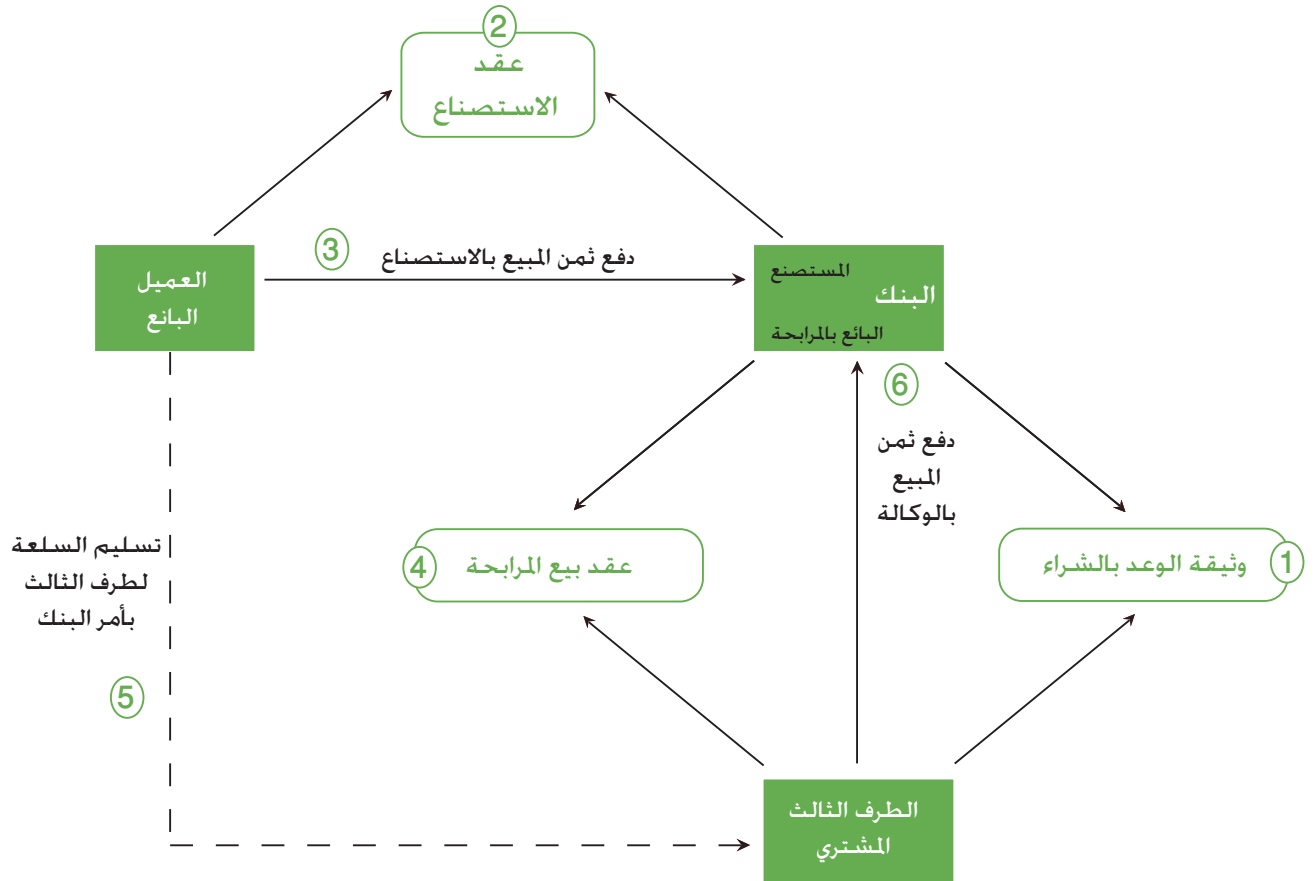 2
عقد
الاستصناع
3
دفع ثمن المبيع بالاستصناع
العميل
البانع
المستصنع
البنك
البائع بالمرابحة
6
دفع ثمن
المبيع
بالوكالة
تسليم السلعة
لطرف الثالث
بأمر البنك
5
1
وثيقة الوعد بالشراء
عقد بيع المرابحة
4
الطرف الثالث
المشتري